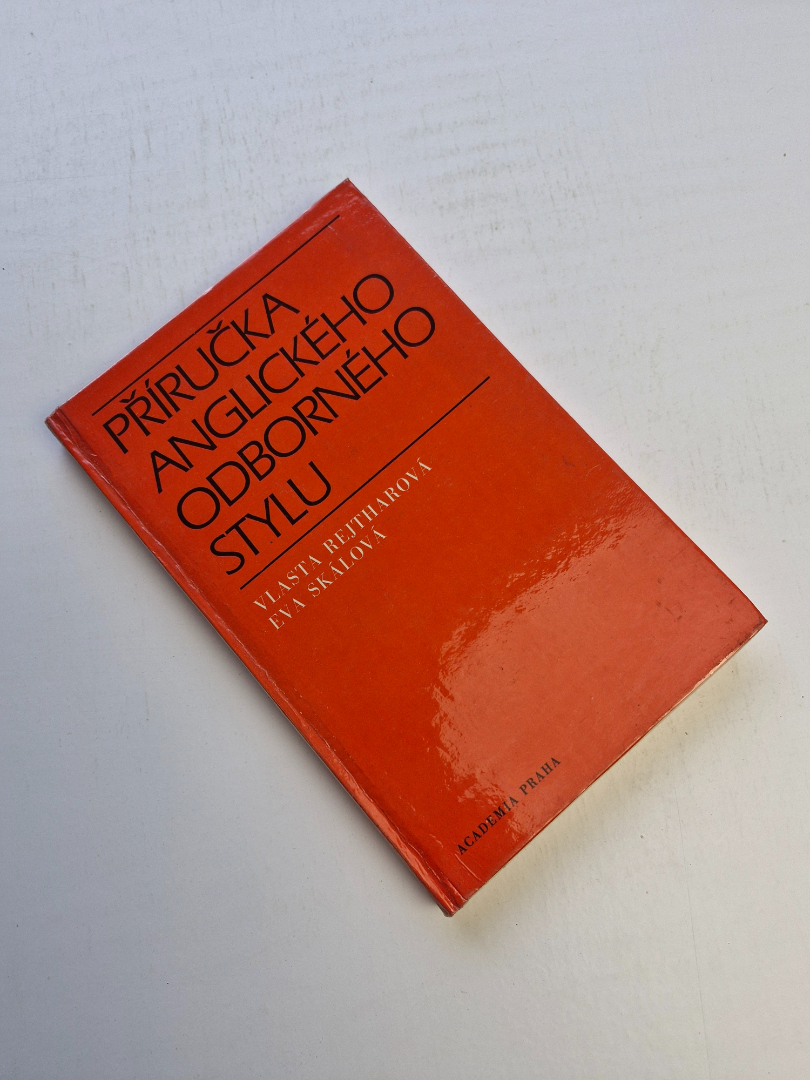 PŘÍRUČKA
ANGLICKÉHO
ODBORNÉHO
STYLU
VLASTA REJTHAROVÁ
EVA SKÁLOVÁ
ACADEMIA PRAHA